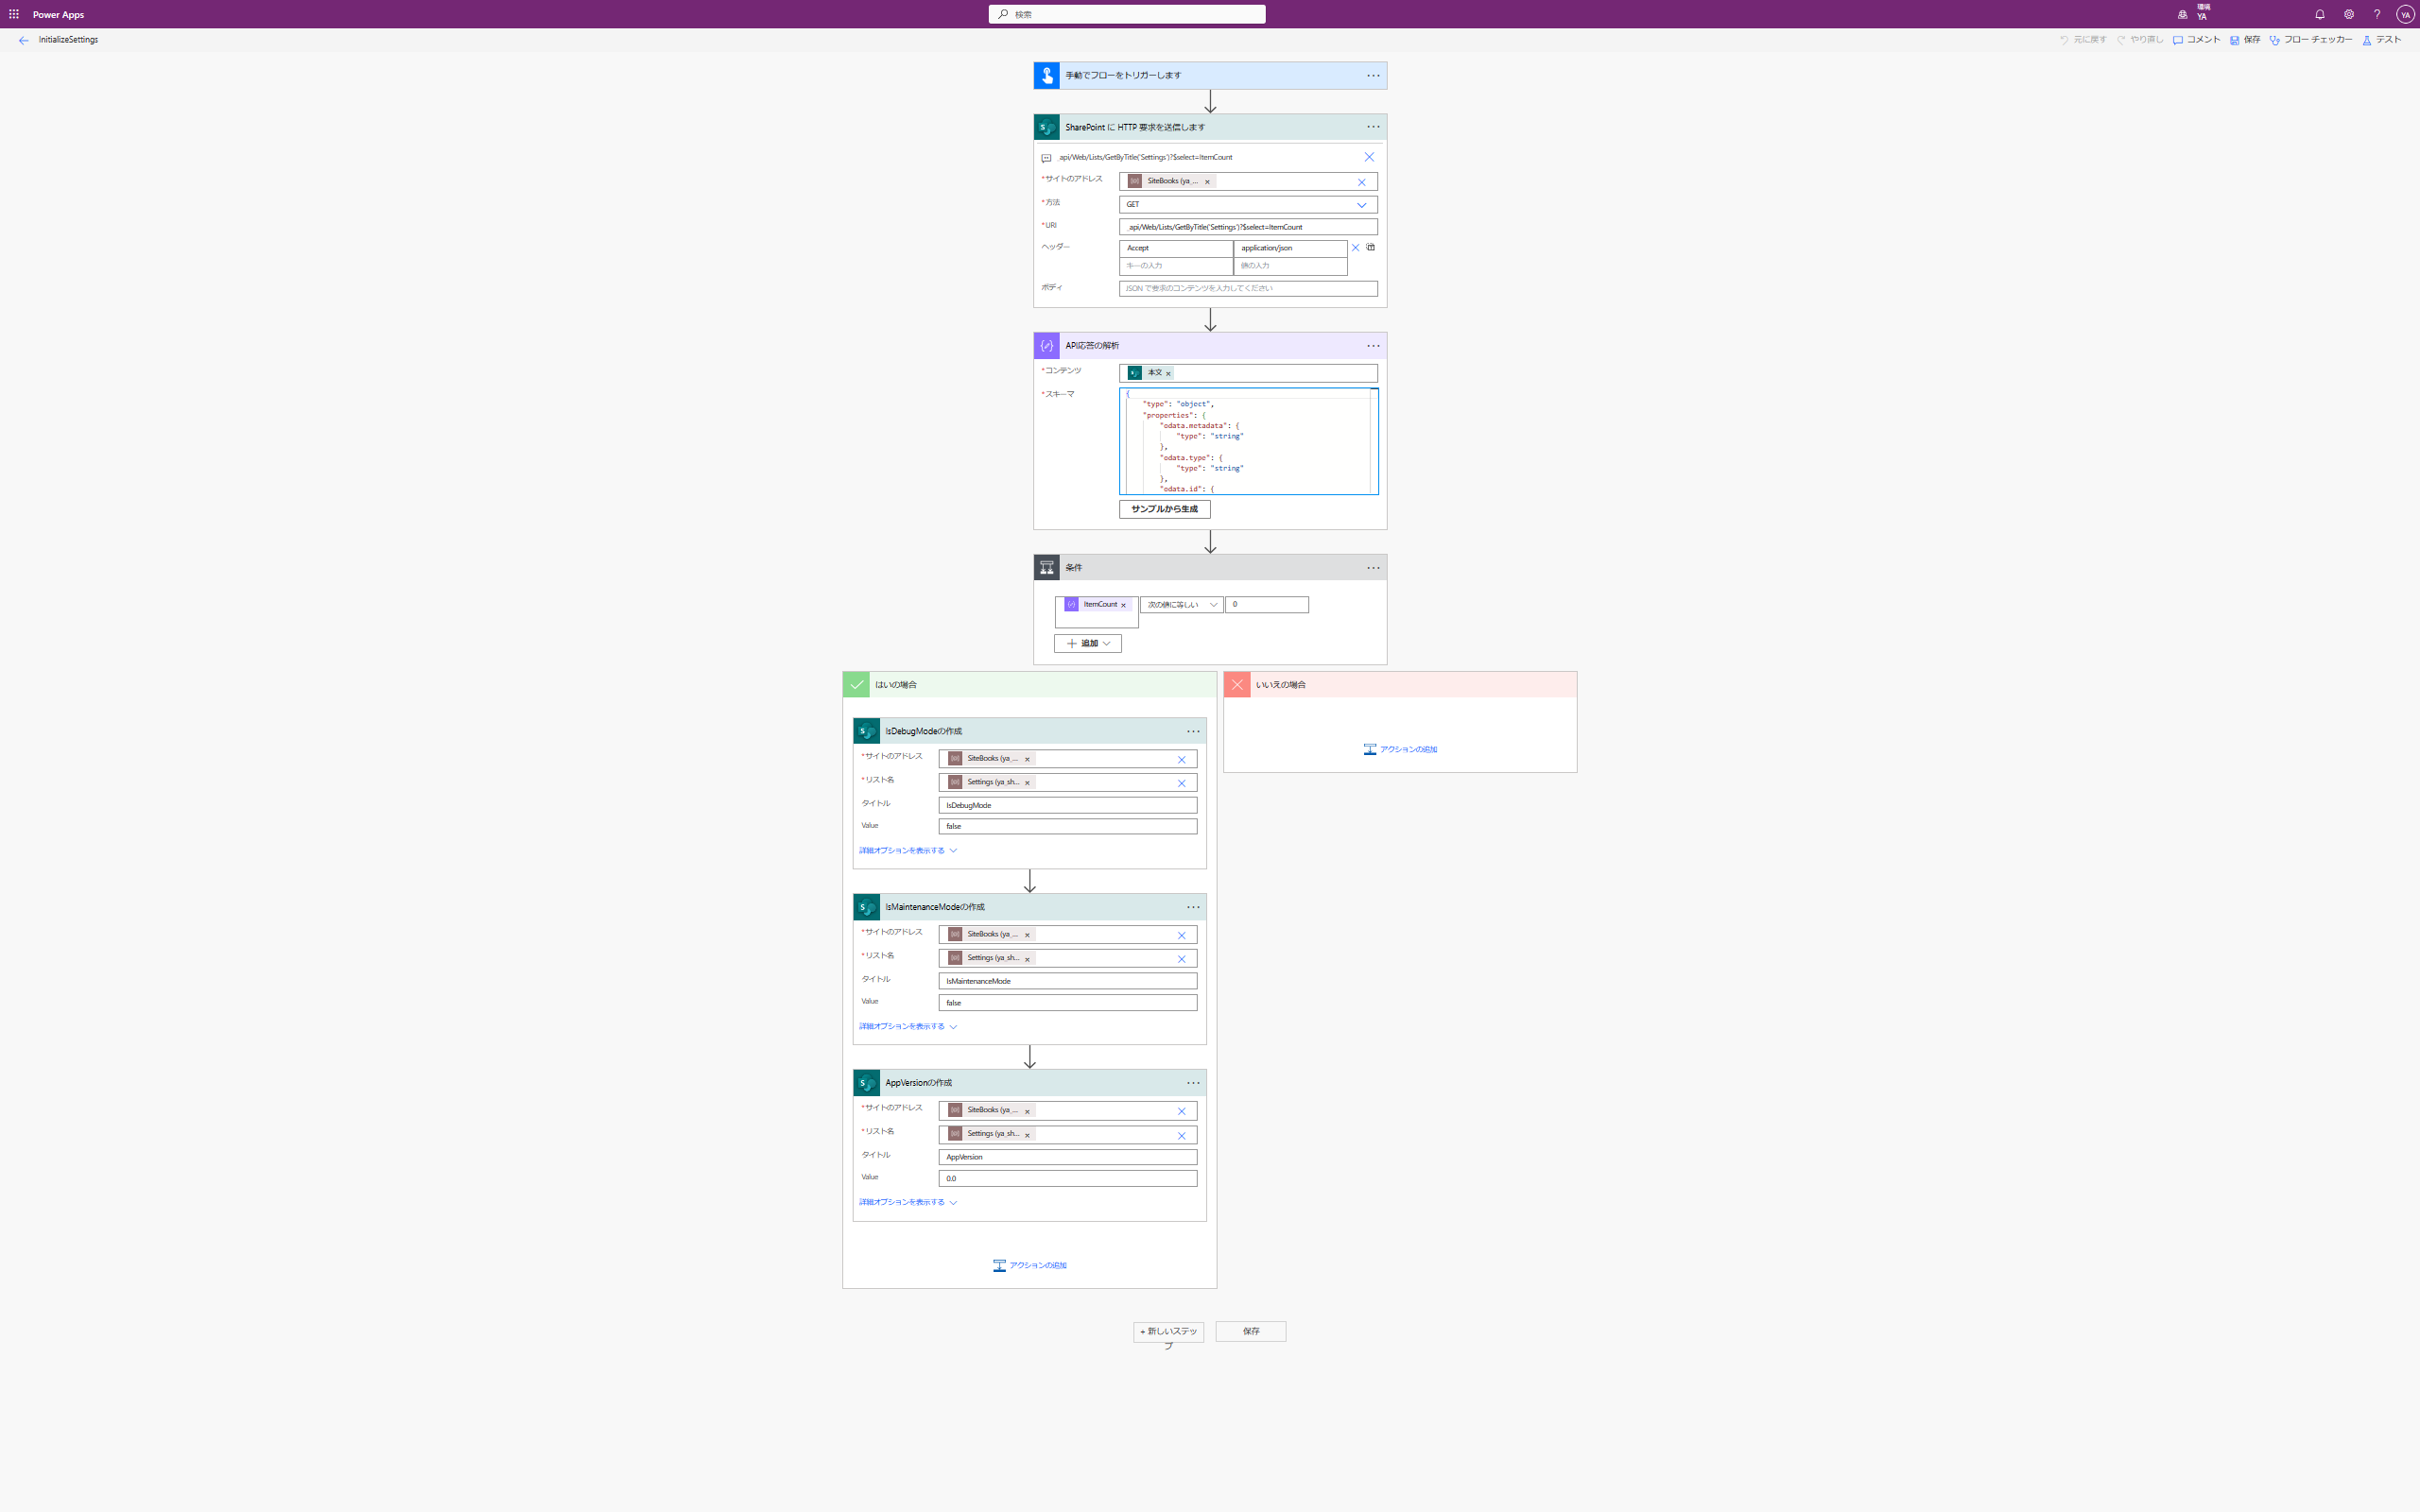 Power Apps
検索
環境
YA
YA
InitializeSettings
元に戻す やり直し コメント 保存 フロー チェッカー テスト
手動でフローをトリガーします
SharePoint に HTTP 要求を送信します
_api/Web/Lists/GetByTitle('Settings')?$select=ItemCount
*サイトのアドレス SiteBooks (ya_...
*方法 GET
*URI _api/Web/Lists/GetByTitle('Settings')?$select=ItemCount
ヘッダー Accept application/json
キーの入力 値の入力
ボディ JSON で要求のコンテンツを入力してください
API応答の解析
*コンテンツ 本文
*スキーマ {
"type": "object",
"properties": {
"odata.metadata": {
"type": "string"
},
"odata.type": {
"type": "string"
},
"odata.id": {
サンプルから生成
条件
ItemCount 次の値に等しい 0
追加
はいの場合
IsDebugModeの作成
*サイトのアドレス SiteBooks (ya_...
*リスト名 Settings (ya_sh...
タイトル IsDebugMode
Value false
詳細オプションを表示する
IsMaintenanceModeの作成
*サイトのアドレス SiteBooks (ya_...
*リスト名 Settings (ya_sh...
タイトル IsMaintenanceMode
Value false
詳細オプションを表示する
AppVersionの作成
*サイトのアドレス SiteBooks (ya_...
*リスト名 Settings (ya_sh...
タイトル AppVersion
Value 0.0
詳細オプションを表示する
アクションの追加
いいえの場合
アクションの追加
+ 新しいステッ
プ
保存